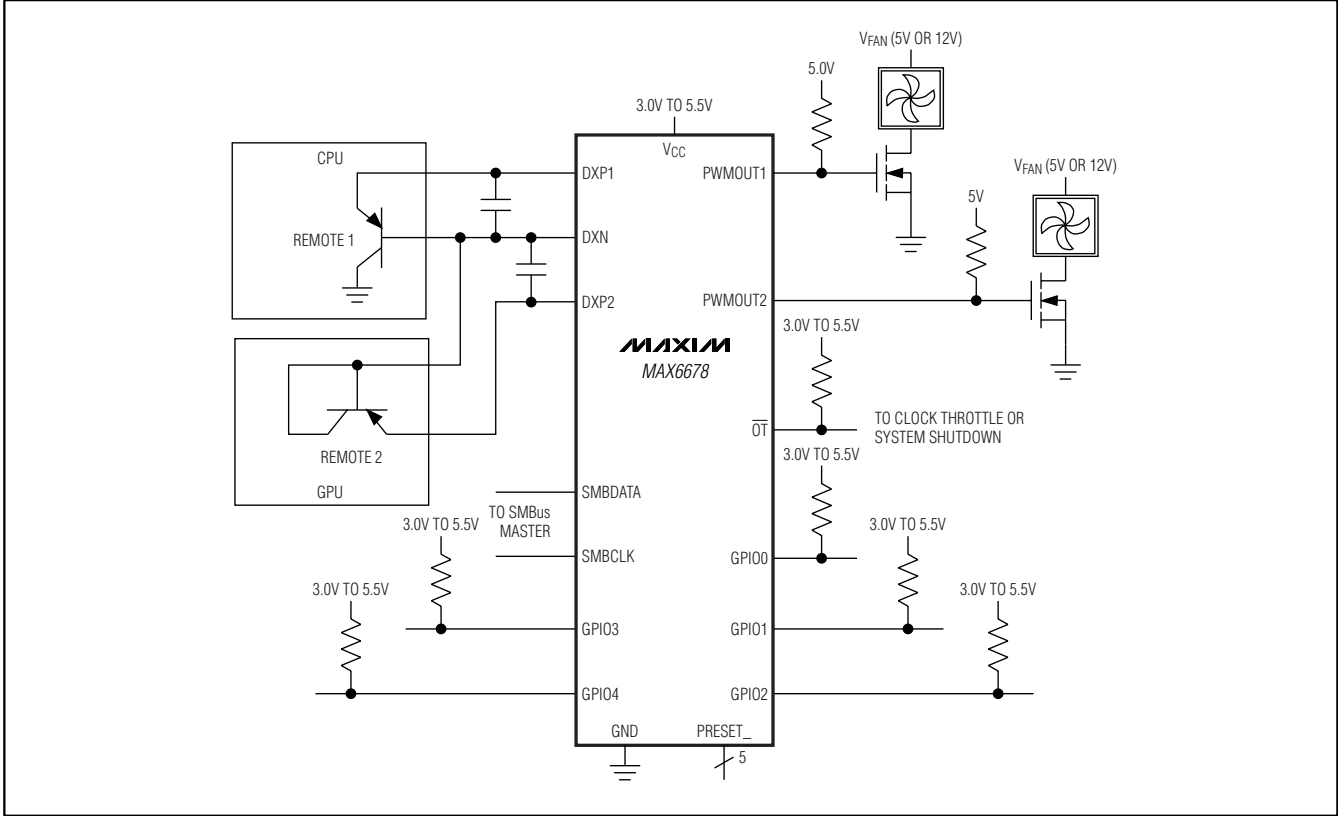 VFAN (5V OR 12V)
5.0V
3.0V TO 5.5V
VCC
CPU
REMOTE 1
DXP1
DXN
DXP2
PWMOUT1
VFAN (5V OR 12V)
5V
PWMOUT2
MAXIM
MAX6678
3.0V TO 5.5V
OT
TO CLOCK THROTTLE OR
SYSTEM SHUTDOWN
REMOTE 2
GPU
3.0V TO 5.5V
SMBDATA
TO SMBus
MASTER
SMBCLK
3.0V TO 5.5V
3.0V TO 5.5V
GPIO0
3.0V TO 5.5V
3.0V TO 5.5V
GPIO3
GPIO1
GPIO4
GPIO2
GND
PRESET_
5